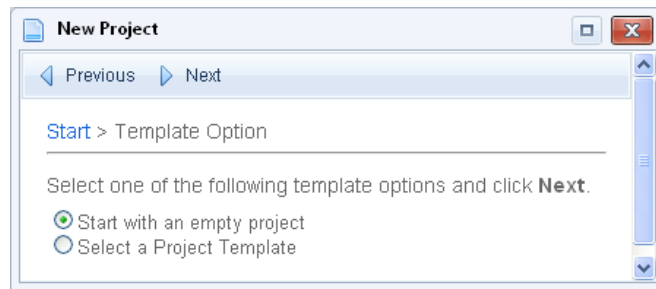 New Project
Previous Next
Start > Template Option
Select one of the following template options and click Next.
Start with an empty project
Select a Project Template